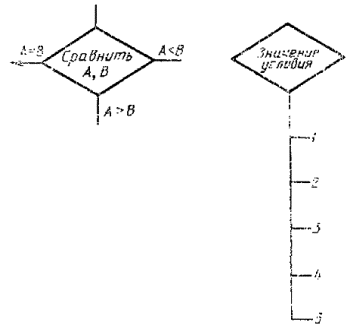 A=B
Сравнить
A, B
A<B
A>B
Значение
условия
1
2
3
4
5